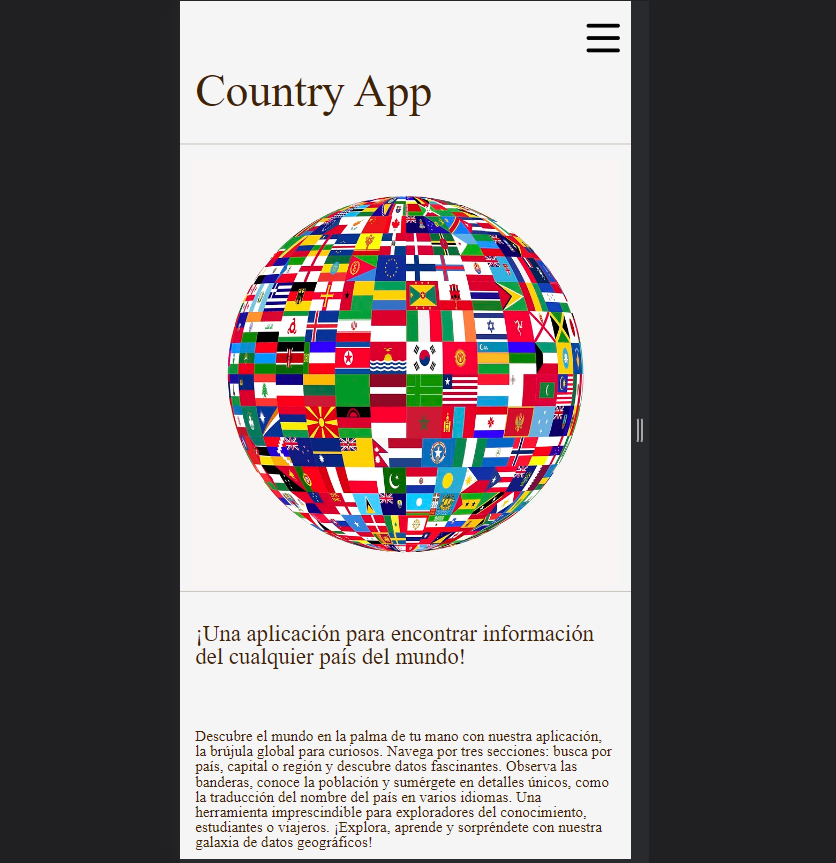 Country App
¡Una aplicación para encontrar información
del cualquier país del mundo!
Descubre el mundo en la palma de tu mano con nuestra aplicación,
la brújula global para curiosos. Navega por tres secciones: busca por
país, capital o región y descubre datos fascinantes. Observa las
banderas, conoce la población y sumérgete en detalles únicos, como
la traducción del nombre del país en varios idiomas. Una
herramienta imprescindible para exploradores del conocimiento,
estudiantes o viajeros. ¡Explora, aprende y sorpréndete con nuestra
galaxia de datos geográficos!